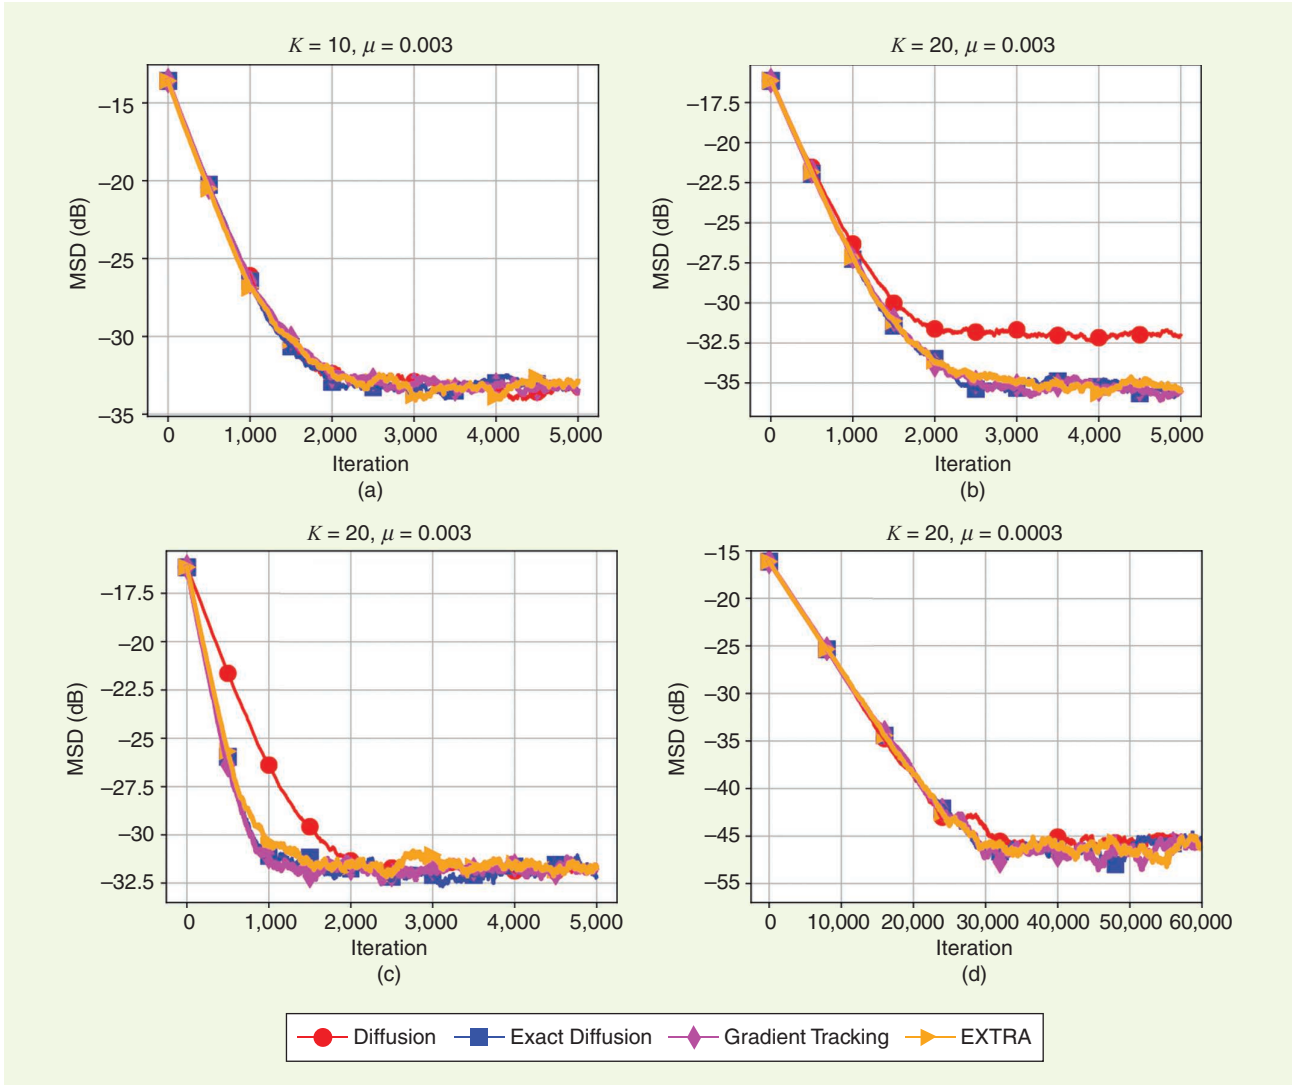 K = 10, μ = 0.003
–15
–20
–25
–30
–35
MSD (dB)
0 1,000 2,000 3,000 4,000 5,000
Iteration
(a)
K = 20, μ = 0.003
–17.5
–20
–22.5
–25
–27.5
–30
–32.5
–35
MSD (dB)
0 1,000 2,000 3,000 4,000 5,000
Iteration
(b)
K = 20, μ = 0.003
–17.5
–20
–22.5
–25
–27.5
–30
–32.5
MSD (dB)
0 1,000 2,000 3,000 4,000 5,000
Iteration
(c)
K = 20, μ = 0.0003
–15
–20
–25
–30
–35
–40
–45
–55
MSD (dB)
0 10,000 20,000 30,000 40,000 50,000 60,000
Iteration
(d)
Diffusion Exact Diffusion Gradient Tracking EXTRA